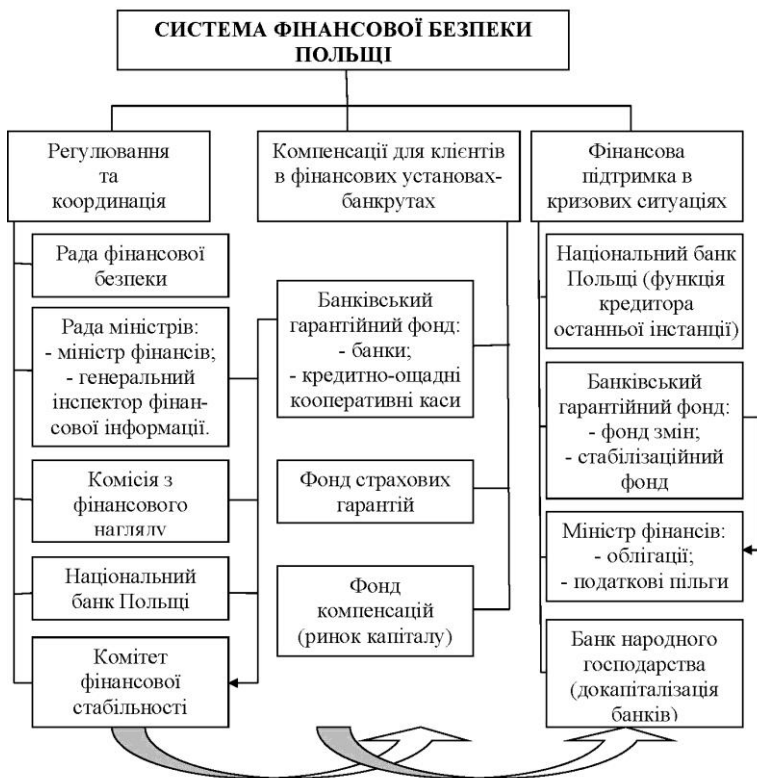 СИСТЕМА ФІНАНСОВОЇ БЕЗПЕКИ
ПОЛЬЩІ
Регулювання
та
координація
Рада фінансової
безпеки
Рада міністрів:
- міністр фінансів;
- генеральний
інспектор фінан-
сової інформації.
Комісія з
фінансового
нагляду
Національний
банк Польщі
Комітет
фінансової
стабільності
Компенсації для клієнтів
в фінансових установах-
банкрутах
Банківський
гарантійний фонд:
- банки;
- кредитно-ощадні
кооперативні каси
Фонд страхових
гарантій
Фонд
компенсацій
(ринок капіталу)
Фінансова
підтримка в
кризових ситуаціях
Національний банк
Польщі (функція
кредитора
останньої інстанції)
Банківський
гарантійний фонд:
- фонд змін;
- стабілізаційний
фонд
Міністр фінансів:
- облігації;
- податкові пільги
Банк народного
господарства
(докапіталізація
банків)